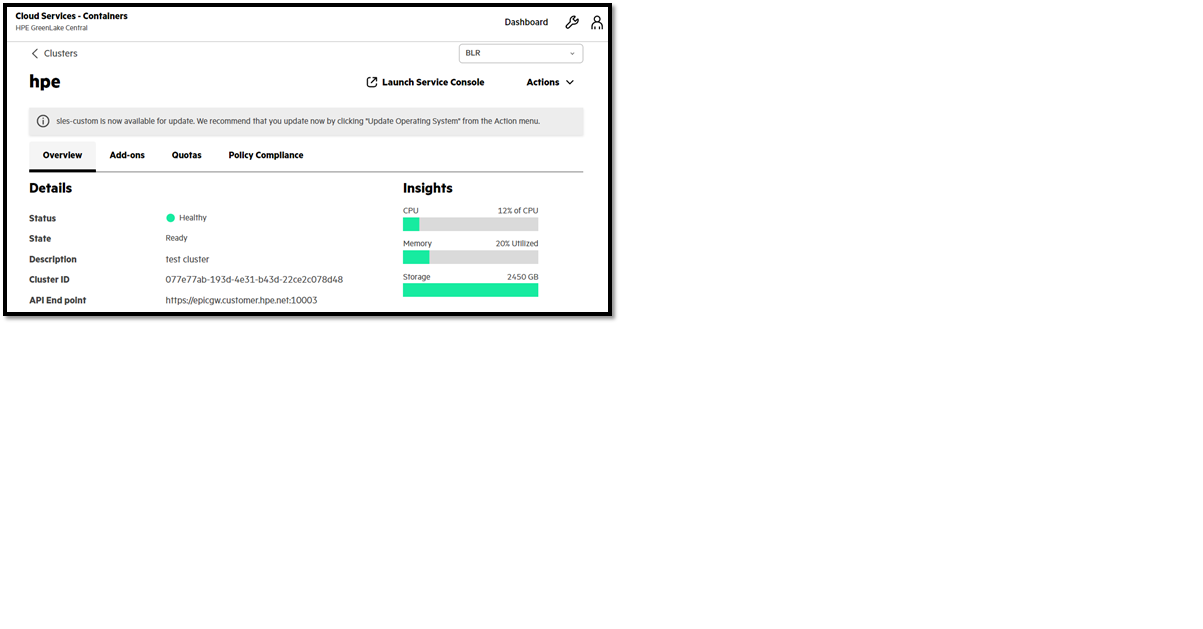 Cloud Services - Containers
HPE GreenLake Central
Dashboard
Clusters
BLR
hpe
Launch Service Console
Actions
sles-custom is now available for update. We recommend that you update now by clicking "Update Operating System" from the Action menu.
Overview Add-ons Quotas Policy Compliance
Details
Status Healthy
State Ready
Description test cluster
Cluster ID 077e77ab-193d-4e31-b43d-22ce2c078d48
API End point https://epicgw.customer.hpe.net:10003
Insights
CPU 12% of CPU
Memory 20% Utilized
Storage 2450 GB